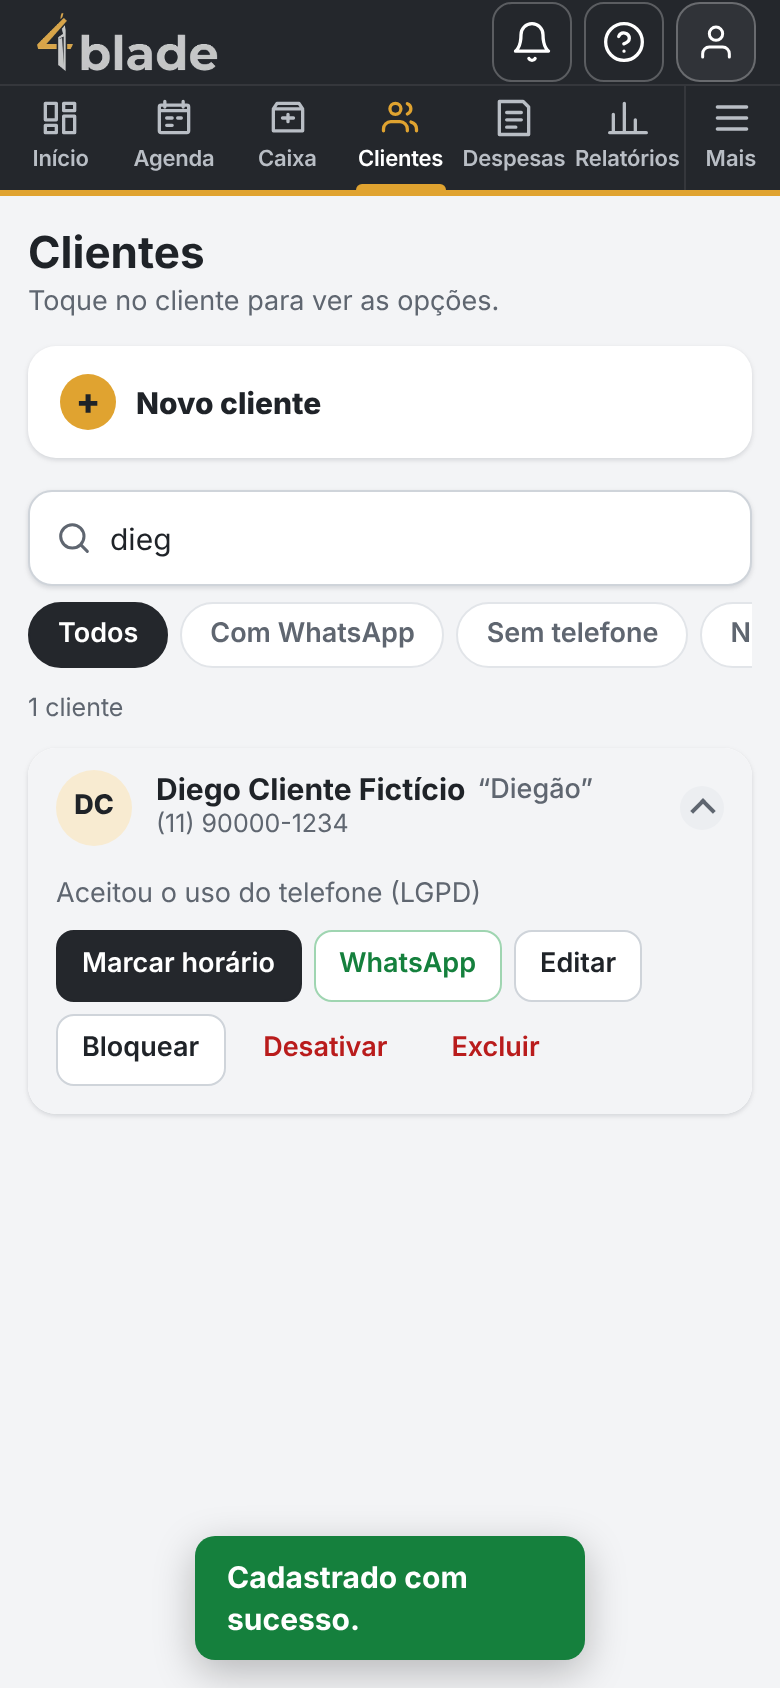 4blade
Início
Agenda
Caixa
Clientes
Despesas
Relatórios
Mais
Clientes
Toque no cliente para ver as opções.
+ Novo cliente
dieg
Todos
Com WhatsApp
Sem telefone
N
1 cliente
DC
Diego Cliente Fictício “Diegão”
(11) 90000-1234
Aceitou o uso do telefone (LGPD)
Marcar horário
WhatsApp
Editar
Bloquear
Desativar
Excluir
Cadastrado com
sucesso.